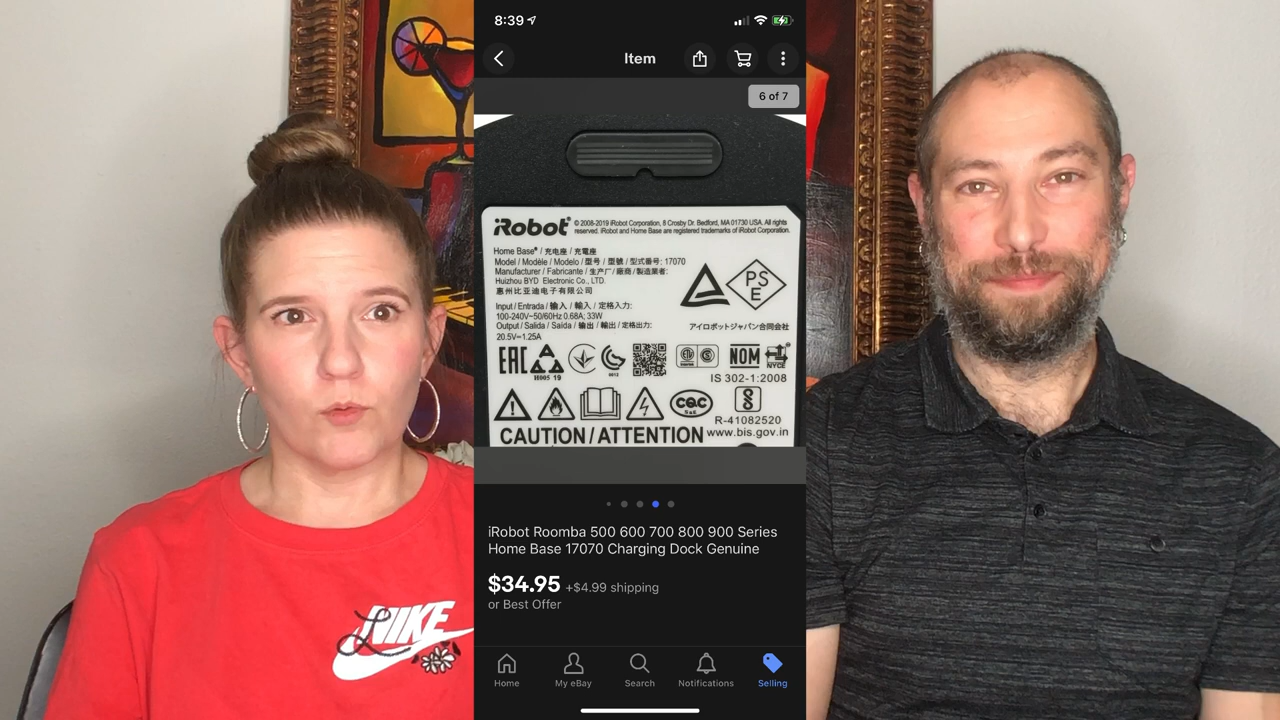 8:39
Item
6 of 7
iRobot® © 2008-2019 iRobot Corporation, 8 Crosby Dr. Bedford, MA 01730 USA. All rights
reserved. iRobot and Home Base are registered trademarks of iRobot Corporation.
Home Base® / 充电座 / 充電座
Model / Modèle / Modelo / 型号 / 型號 / 型式番号: 17070
Manufacturer / Fabricante / 生产厂 / 廠商 / 製造業者:
Huizhou BYD Electronic Co., LTD.
惠州比亚迪电子有限公司
PS
E
Input / Entrada / 输入 / 輸入 / 定格入力:
100-240V~50/60Hz 0.68A; 33W
Output / Salida / Saída / 输出 / 輸出 / 定格出力:
20.5V⎓1.25A
アイロボットジャパン合同会社
EAC
H005 19
NOM
NYCE
IS 302-1:2008
CQC
S&E
R-41082520
CAUTION / ATTENTION www.bis.gov.in
iRobot Roomba 500 600 700 800 900 Series
Home Base 17070 Charging Dock Genuine
$34.95 +$4.99 shipping
or Best Offer
NIKE
Home
My eBay
Search
Notifications
Selling